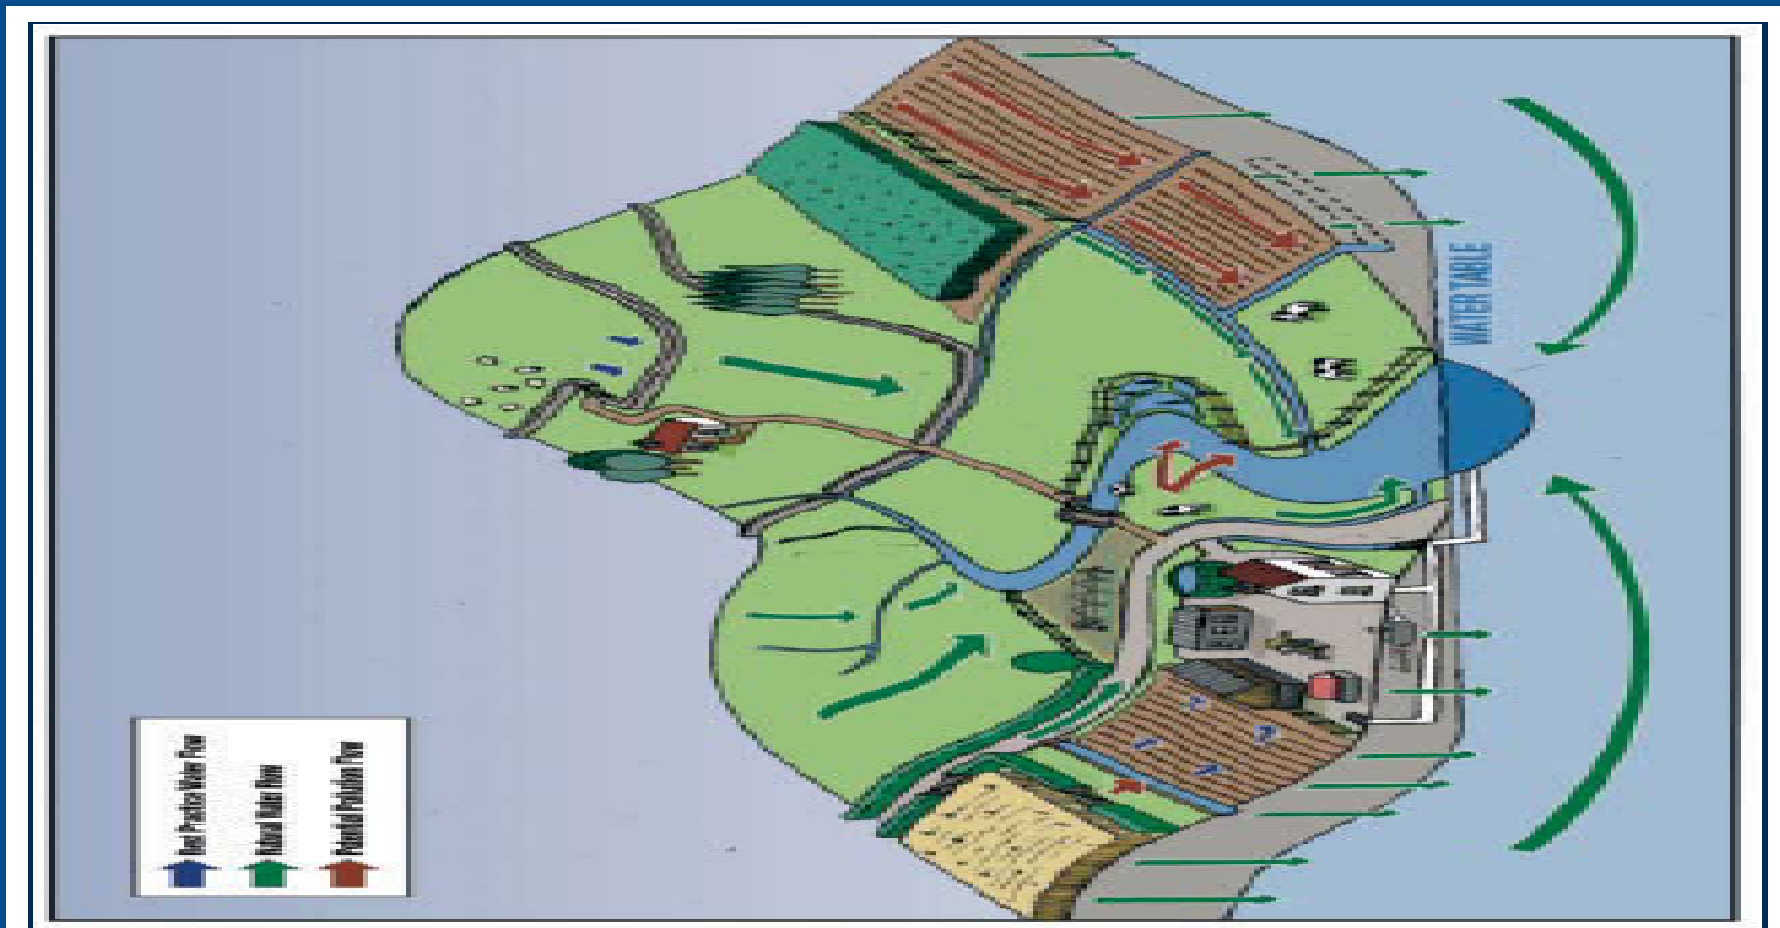 Best Practice Water Flow
Natural Water Flow
Potential Pollution Flow
WATER TABLE